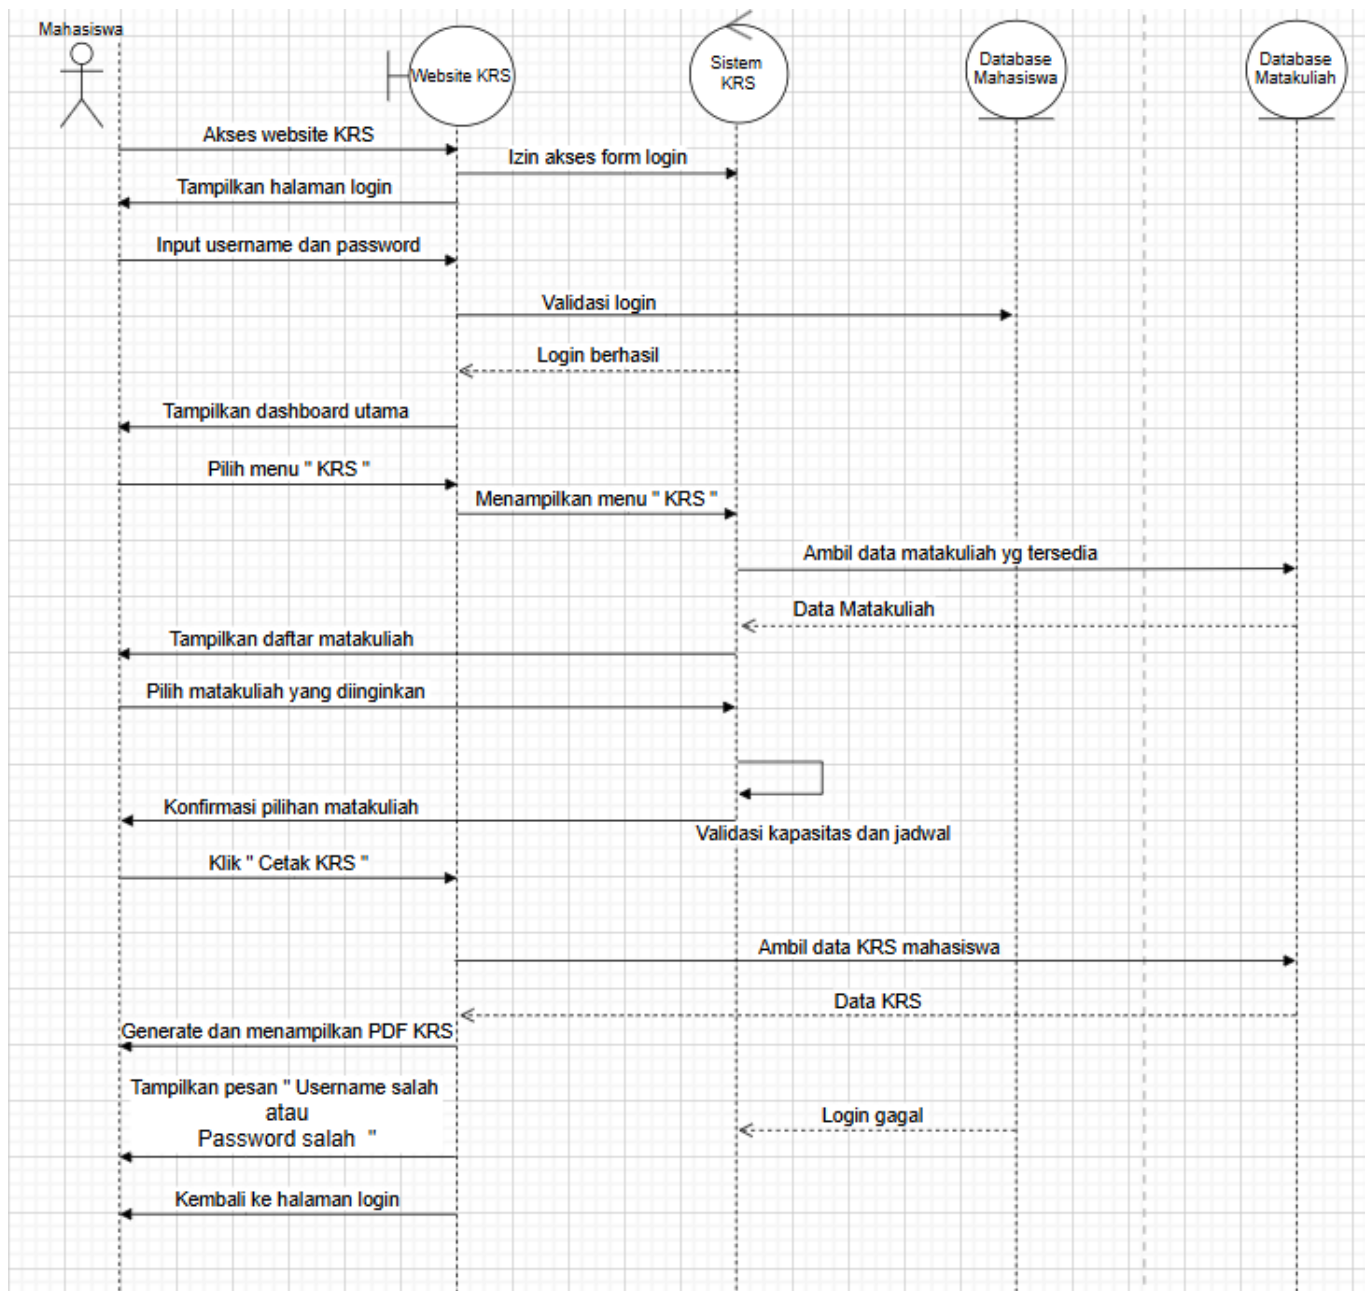 Mahasiswa
Website KRS
Sistem
KRS
Database
Mahasiswa
Database
Matakuliah
Akses website KRS
Izin akses form login
Tampilkan halaman login
Input username dan password
Validasi login
Login berhasil
Tampilkan dashboard utama
Pilih menu " KRS "
Menampilkan menu " KRS "
Ambil data matakuliah yg tersedia
Data Matakuliah
Tampilkan daftar matakuliah
Pilih matakuliah yang diinginkan
Konfirmasi pilihan matakuliah
Validasi kapasitas dan jadwal
Klik " Cetak KRS "
Ambil data KRS mahasiswa
Data KRS
Generate dan menampilkan PDF KRS
Tampilkan pesan " Username salah
atau
Password salah "
Login gagal
Kembali ke halaman login